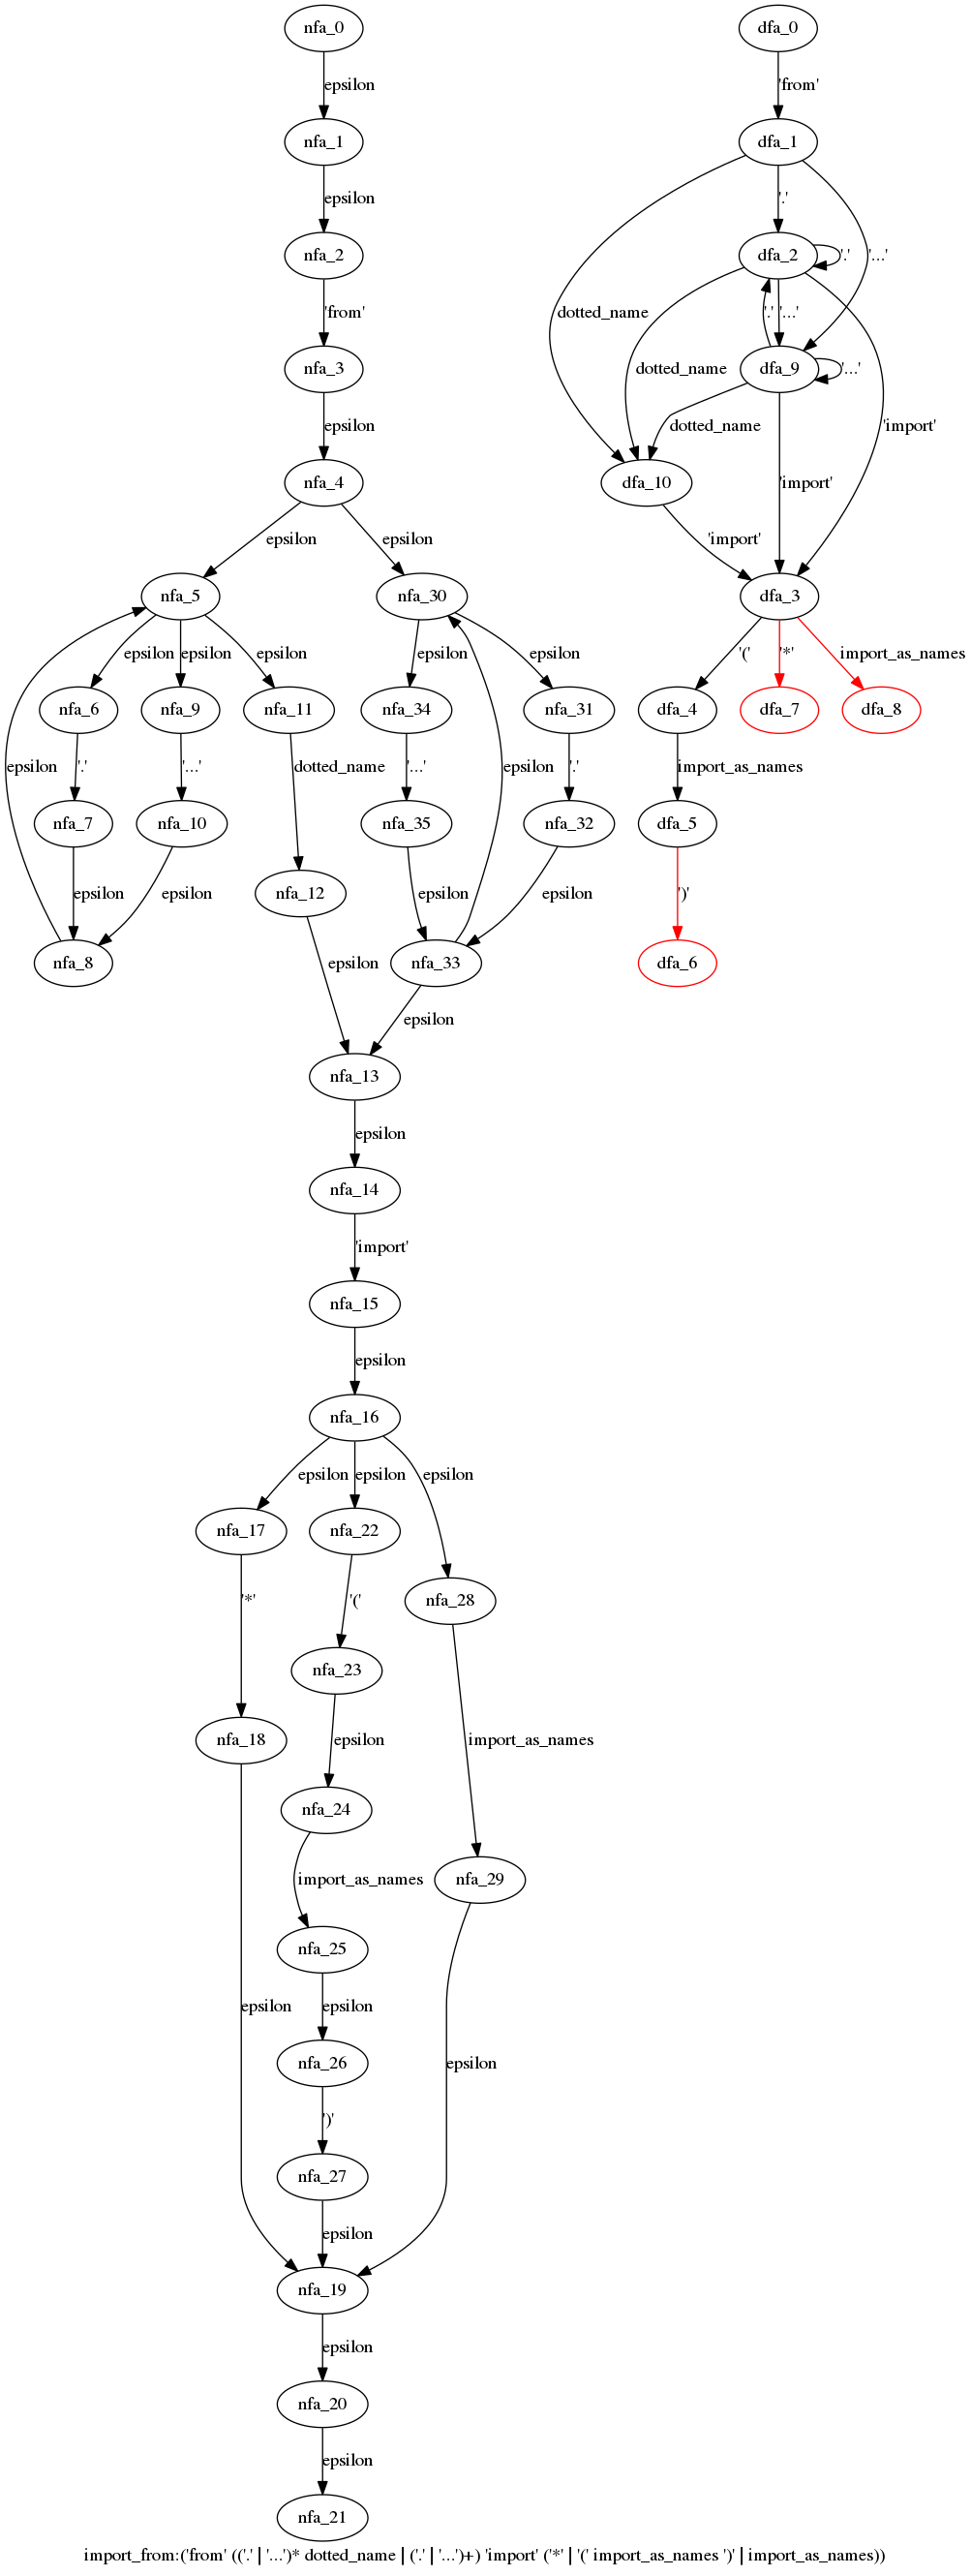 nfa_0 dfa_0
epsilon 'from'
nfa_1 dfa_1
epsilon '.'
nfa_2 dfa_2 '.' '...'
'from' dotted_name '.' '...'
nfa_3 dfa_9 '...'
dotted_name
epsilon dotted_name 'import'
nfa_4 dfa_10 'import'
epsilon epsilon 'import'
nfa_5 nfa_30 dfa_3
epsilon epsilon epsilon epsilon epsilon '(' '*' import_as_names
nfa_6 nfa_9 nfa_11 nfa_34 nfa_31 dfa_4 dfa_7 dfa_8
epsilon '.' '...' dotted_name '...' epsilon '.' import_as_names
nfa_7 nfa_10 nfa_35 nfa_32 dfa_5
epsilon epsilon nfa_12 epsilon epsilon ')'
nfa_8 epsilon nfa_33 dfa_6
epsilon
nfa_13
epsilon
nfa_14
'import'
nfa_15
epsilon
nfa_16
epsilon epsilon epsilon
nfa_17 nfa_22
'*' '(' nfa_28
nfa_23
nfa_18 epsilon import_as_names
nfa_24
import_as_names nfa_29
nfa_25
epsilon epsilon
nfa_26 epsilon
')'
nfa_27
epsilon
nfa_19
epsilon
nfa_20
epsilon
nfa_21
import_from:('from' (('.' | '...')* dotted_name | ('.' | '...')+) 'import' ('*' | '(' import_as_names ')' | import_as_names))